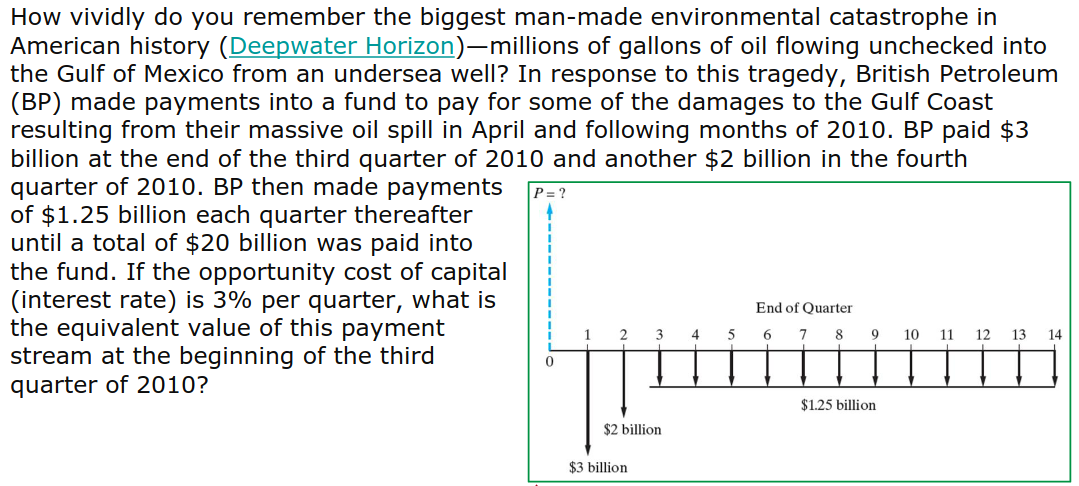 How vividly do you remember the biggest man-made environmental catastrophe in
American history (Deepwater Horizon)—millions of gallons of oil flowing unchecked into
the Gulf of Mexico from an undersea well? In response to this tragedy, British Petroleum
(BP) made payments into a fund to pay for some of the damages to the Gulf Coast
resulting from their massive oil spill in April and following months of 2010. BP paid $3
billion at the end of the third quarter of 2010 and another $2 billion in the fourth
quarter of 2010. BP then made payments
of $1.25 billion each quarter thereafter
until a total of $20 billion was paid into
the fund. If the opportunity cost of capital
(interest rate) is 3% per quarter, what is
the equivalent value of this payment
stream at the beginning of the third
quarter of 2010?
P = ?
End of Quarter
1 2 3 4 5 6 7 8 9 10 11 12 13 14
0
$1.25 billion
$2 billion
$3 billion